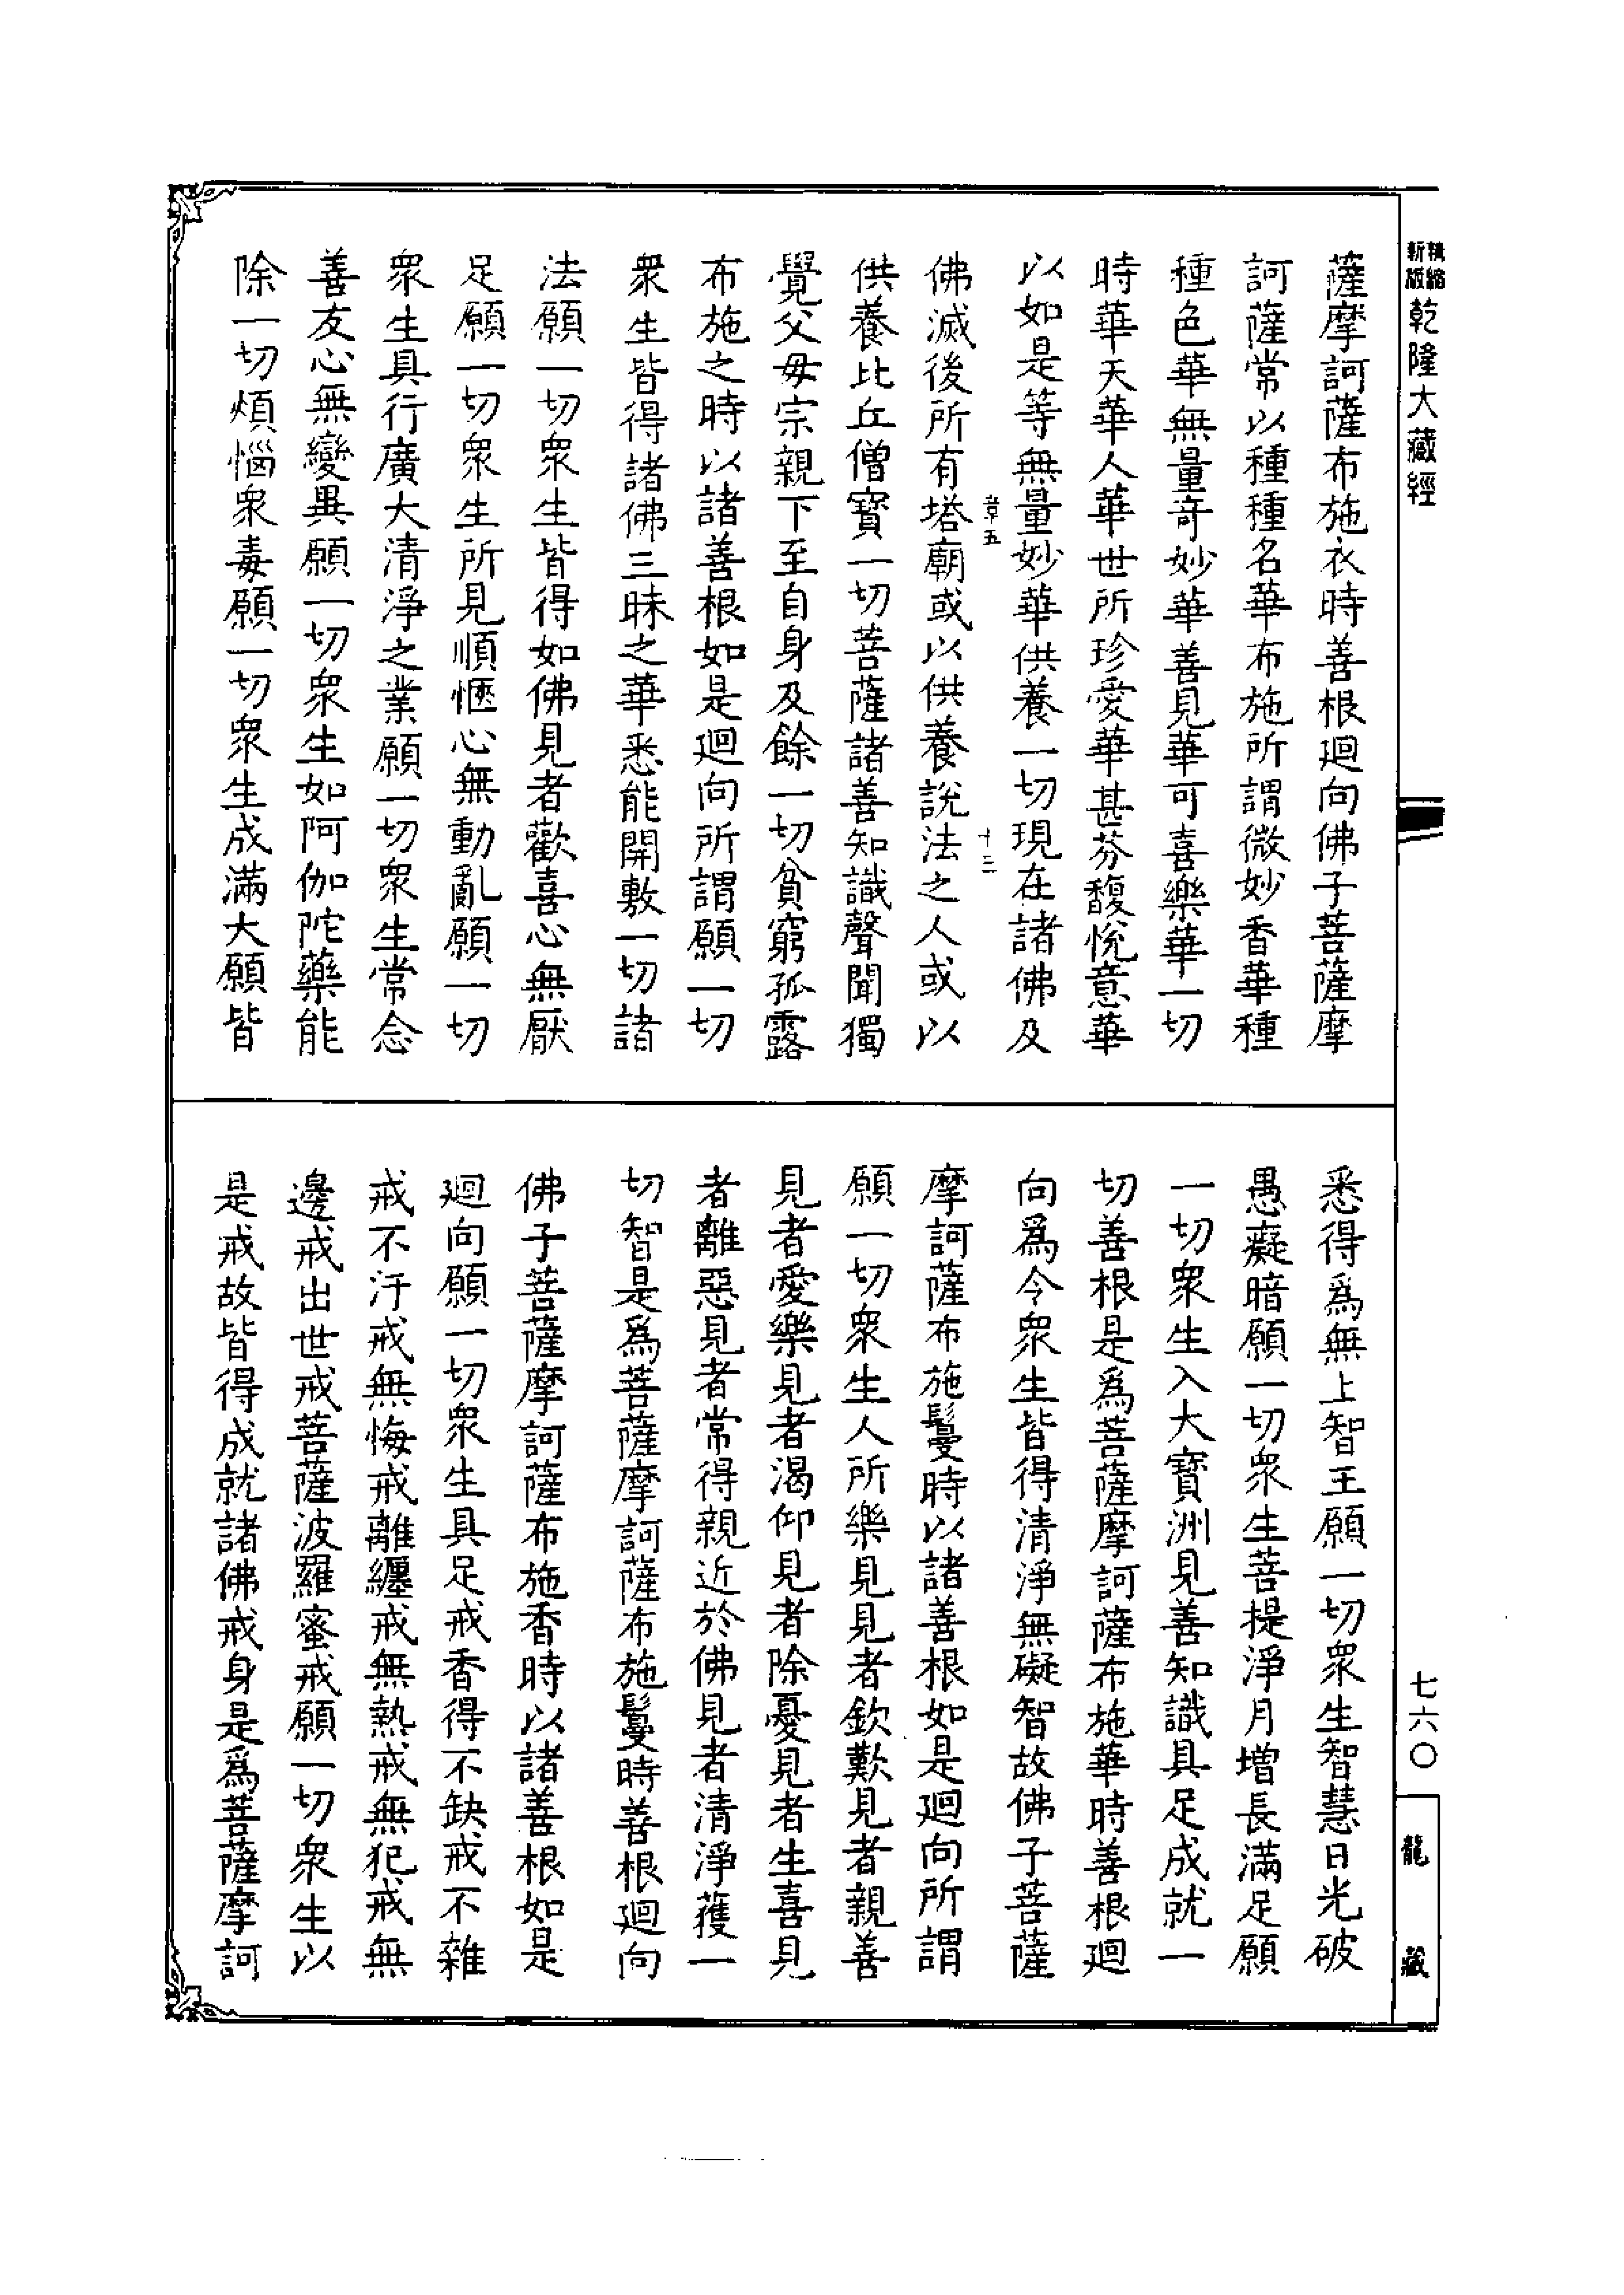 精縮新版
乾隆大藏經
薩摩訶薩布施衣時善根迴向佛子菩薩摩
訶薩常以種種名華布施所謂微妙香華種
種色華無量竒妙華善見華可喜樂華一切
時華天華人華世所珍愛華甚芬馥悅意華
以如是等無量妙華供養一切現在諸佛及
章五
十三
佛滅後所有塔廟或以供養說法之人或以
供養比丘僧寳一切菩薩諸善知識聲聞獨
覺父母宗親下至自身及餘一切貧窮孤露
布施之時以諸善根如是迴向所謂願一切
衆生皆得諸佛三昧之華悉能開敷一切諸
法願一切衆生皆得如佛見者歡喜心無厭
足願一切衆生所見順愜心無動亂願一切
衆生具行廣大清淨之業願一切衆生常念
善友心無變異願一切衆生如阿伽陀藥能
除一切煩惱衆毒願一切衆生成滿大願皆
悉得爲無上智王願一切衆生智慧日光破
愚癡暗願一切衆生菩提淨月增長滿足願
一切衆生入大寳洲見善知識具足成就一
切善根是爲菩薩摩訶薩布施華時善根迴
向爲令衆生皆得清淨無礙智故佛子菩薩
摩訶薩布施鬘時以諸善根如是迴向所謂
願一切衆生人所樂見見者欽歎見者親善
見者愛樂見者渴仰見者除憂見者生喜見
者離惡見者常得親近於佛見者清淨獲一
切智是爲菩薩摩訶薩布施鬘時善根迴向
佛子菩薩摩訶薩布施香時以諸善根如是
迴向願一切衆生具足戒香得不缺戒不雜
戒不汙戒無悔戒離纏戒無熱戒無犯戒無
邊戒出世戒菩薩波羅蜜戒願一切衆生以
是戒故皆得成就諸佛戒身是爲菩薩摩訶
七六〇
龍藏